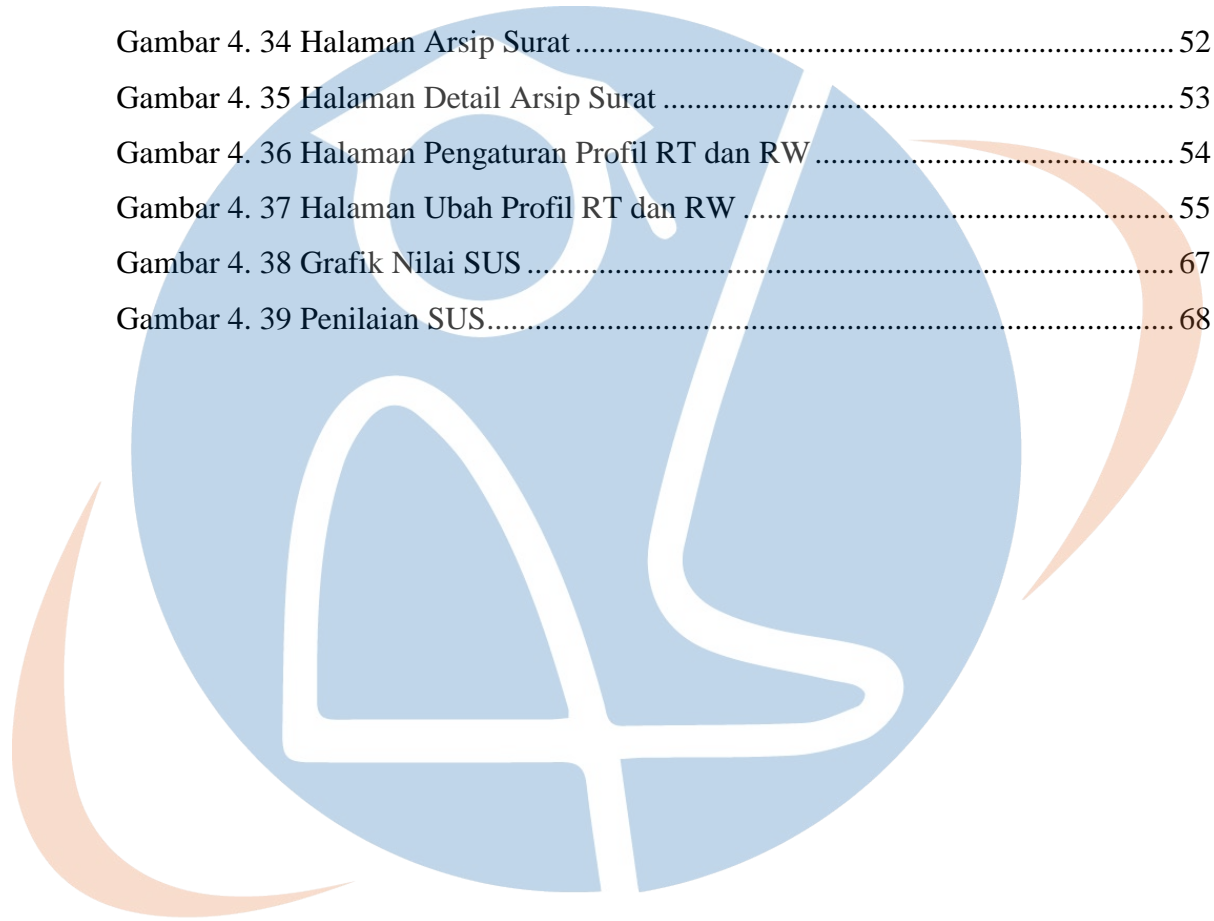 Gambar 4. 34 Halaman Arsip Surat ........................................................................... 52
Gambar 4. 35 Halaman Detail Arsip Surat ................................................................ 53
Gambar 4. 36 Halaman Pengaturan Profil RT dan RW ............................................. 54
Gambar 4. 37 Halaman Ubah Profil RT dan RW ...................................................... 55
Gambar 4. 38 Grafik Nilai SUS ................................................................................. 67
Gambar 4. 39 Penilaian SUS...................................................................................... 68